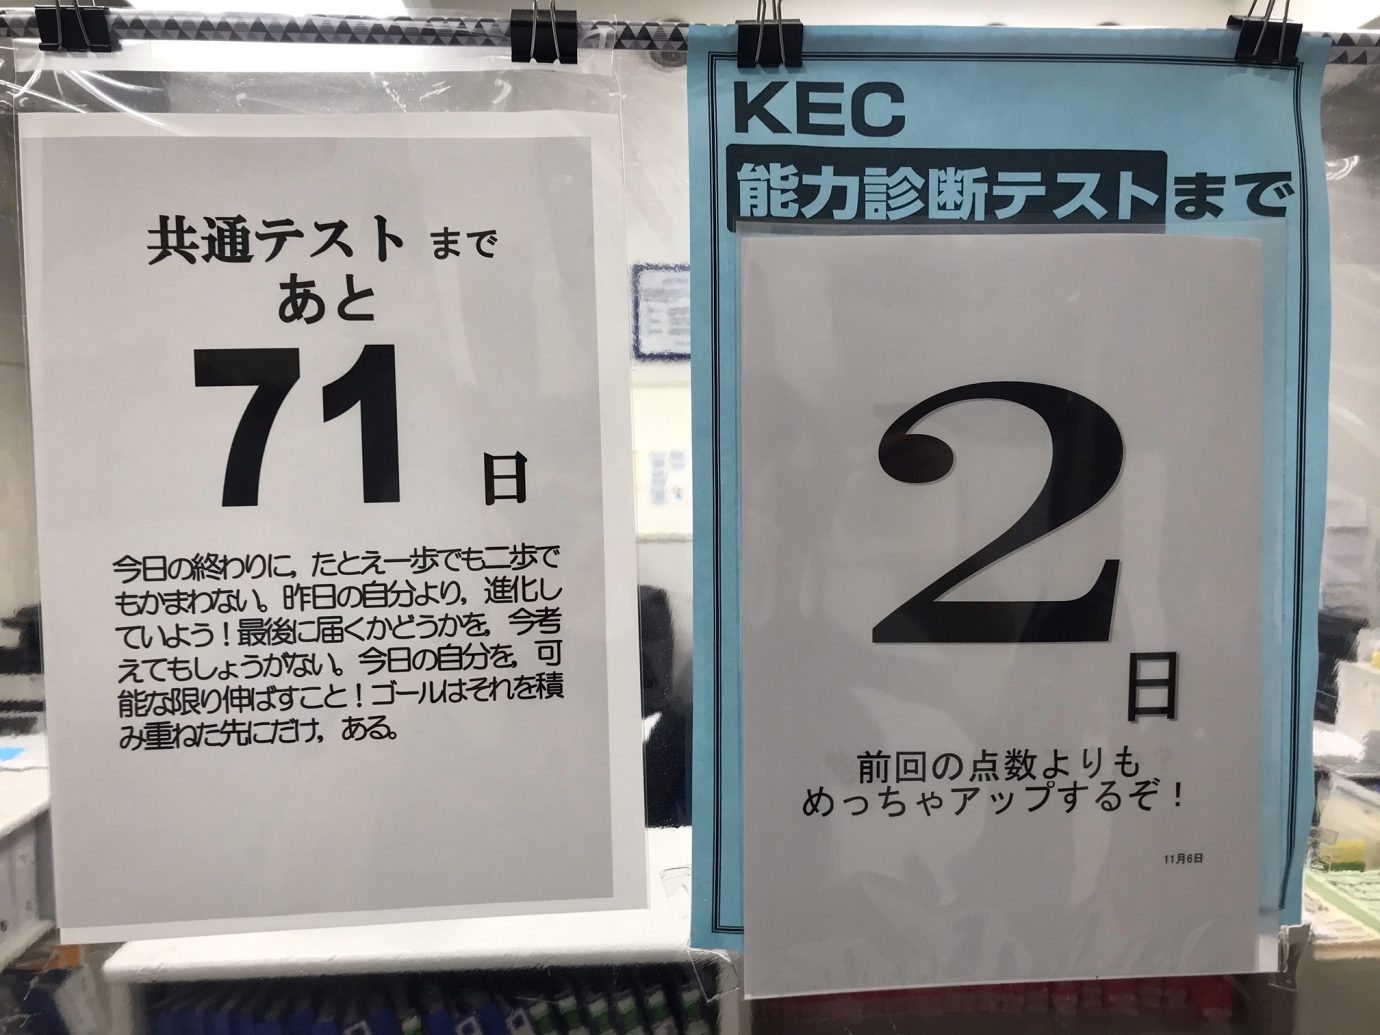 共通テスト まで
あと
71
日
今日の終わりに，たとえ一歩でも二歩で
もかまわない。昨日の自分より，進化し
ていよう！最後に届くかどうかを，今考
えてもしょうがない。今日の自分を，可
能な限り伸ばすこと！ゴールはそれを積
み重ねた先にだけ，ある。
KEC
能力診断テストまで
2
日
前回の点数よりも
めっちゃアップするぞ！
11月6日